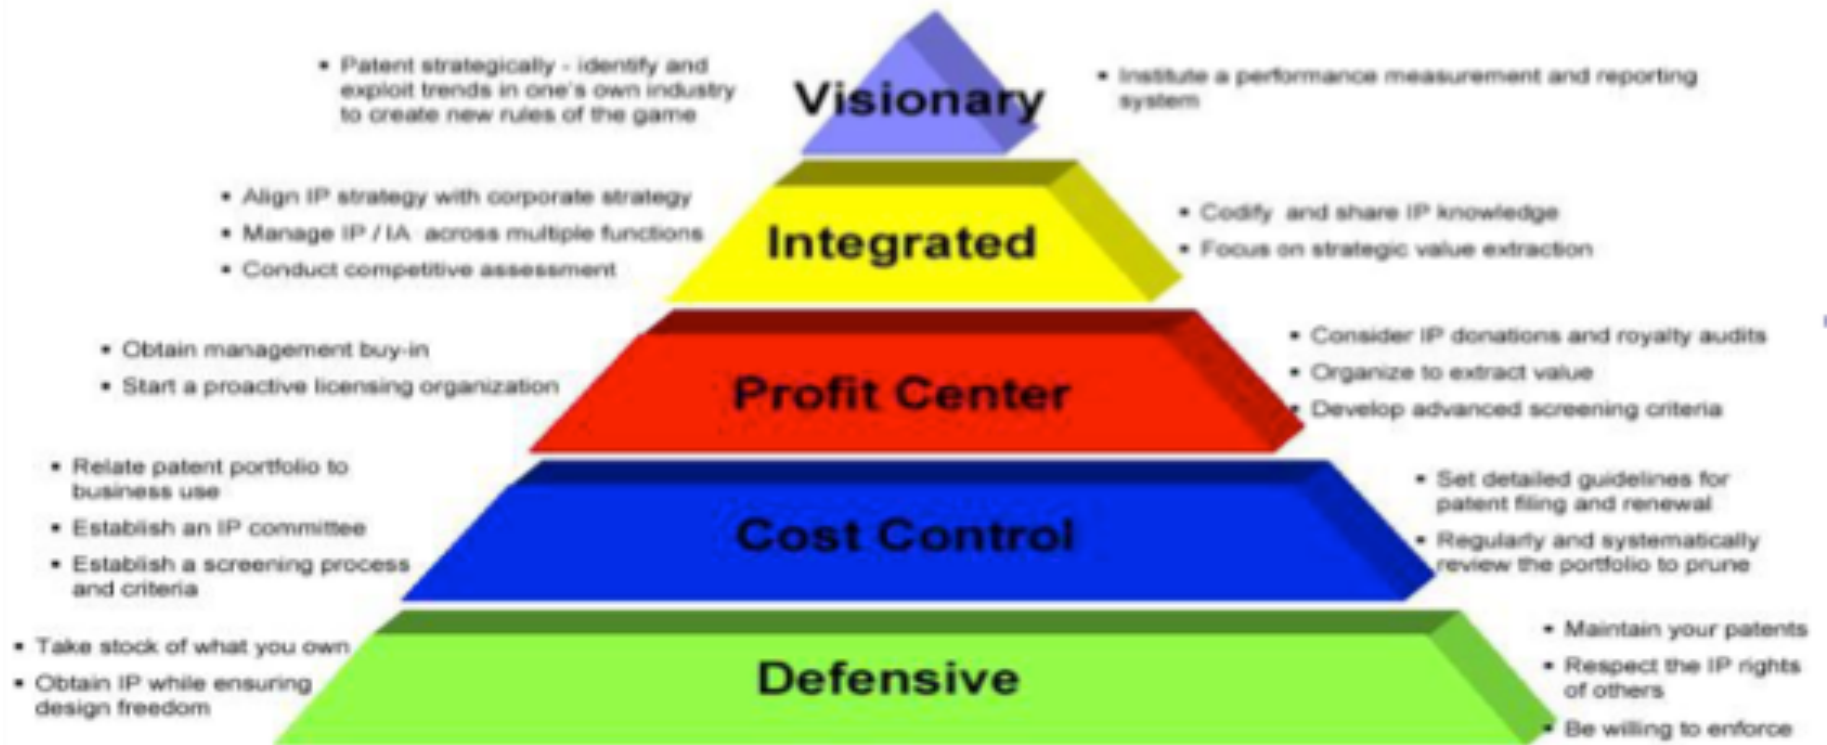 ▪ Patent strategically - identify and
exploit trends in one's own industry
to create new rules of the game
Visionary
▪ Institute a performance measurement and reporting
system
▪ Align IP strategy with corporate strategy
▪ Manage IP / IA across multiple functions
▪ Conduct competitive assessment
Integrated
▪ Codify and share IP knowledge
▪ Focus on strategic value extraction
▪ Obtain management buy-in
▪ Start a proactive licensing organization
Profit Center
▪ Consider IP donations and royalty audits
▪ Organize to extract value
▪ Develop advanced screening criteria
▪ Relate patent portfolio to
business use
▪ Establish an IP committee
▪ Establish a screening process
and criteria
Cost Control
▪ Set detailed guidelines for
patent filing and renewal
▪ Regularly and systematically
review the portfolio to prune
▪ Take stock of what you own
▪ Obtain IP while ensuring
design freedom
Defensive
▪ Maintain your patents
▪ Respect the IP rights
of others
▪ Be willing to enforce